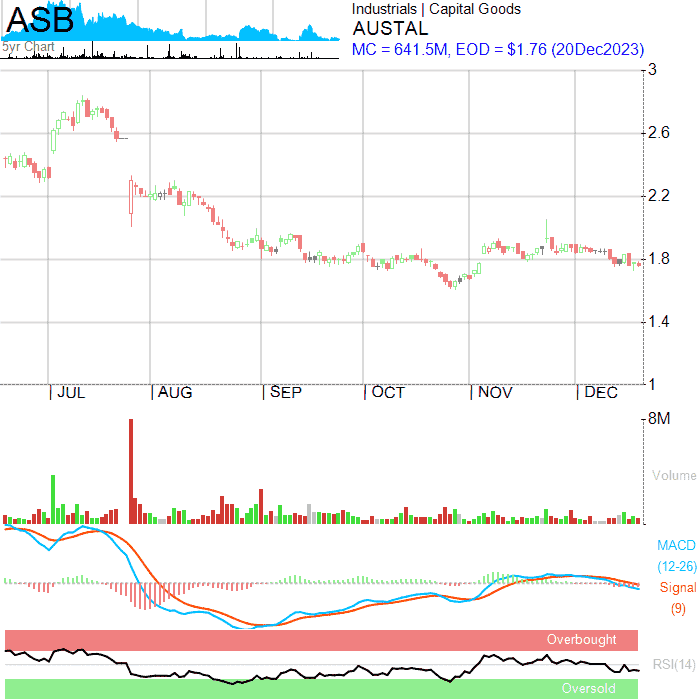 ASB
5yr Chart
Industrials | Capital Goods
AUSTAL
MC = 641.5M, EOD = $1.76 (20Dec2023)
3
2.6
2.2
1.8
1.4
1
JUL AUG SEP OCT NOV DEC
8M
Volume
MACD
(12-26)
Signal
(9)
Overbought
RSI(14)
Oversold